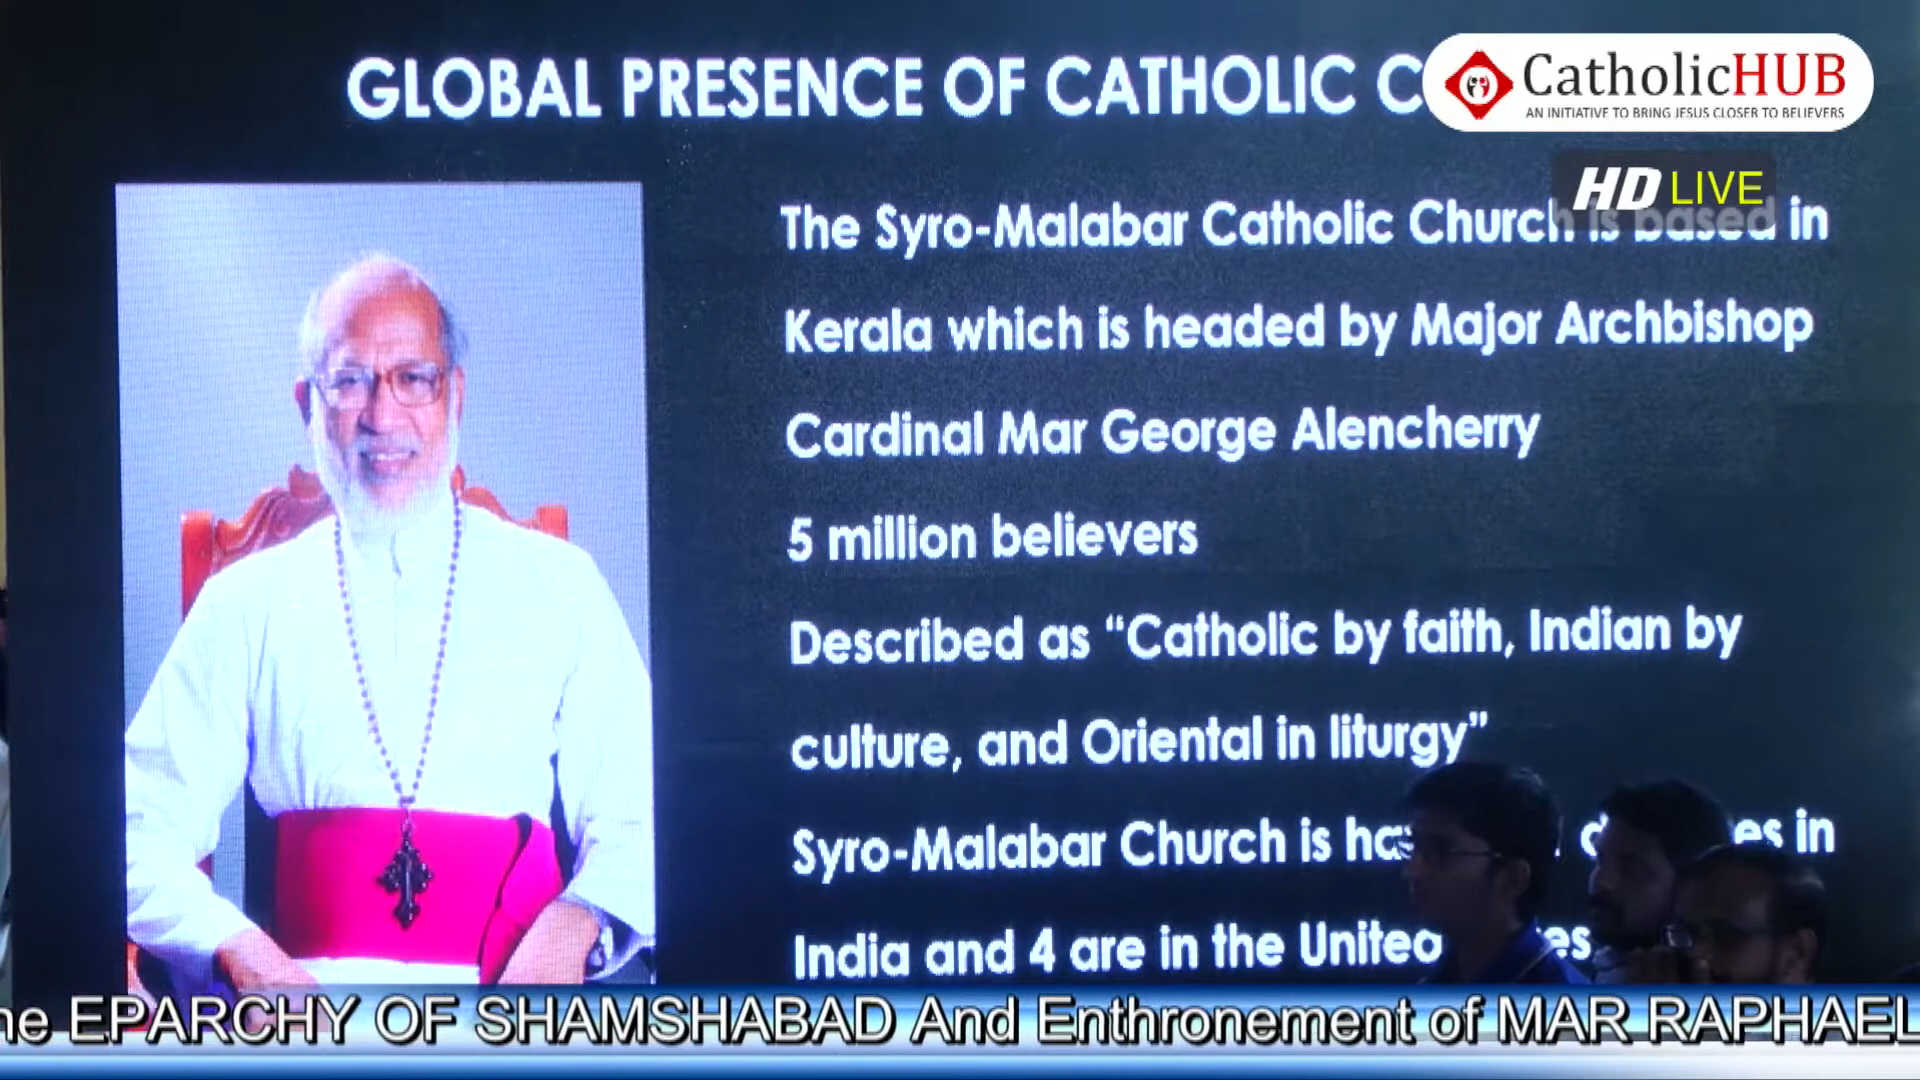 GLOBAL PRESENCE OF CATHOLIC
CatholicHUB
AN INITIATIVE TO BRING JESUS CLOSER TO BELIEVERS
HD LIVE
The Syro-Malabar Catholic Church is based in
Kerala which is headed by Major Archbishop
Cardinal Mar George Alencherry
5 million believers
Described as “Catholic by faith, Indian by
culture, and Oriental in liturgy”
Syro-Malabar Church is in
India and 4 are in the United
EPARCHY OF SHAMSHABAD And Enthronement of MAR RAPHAEL